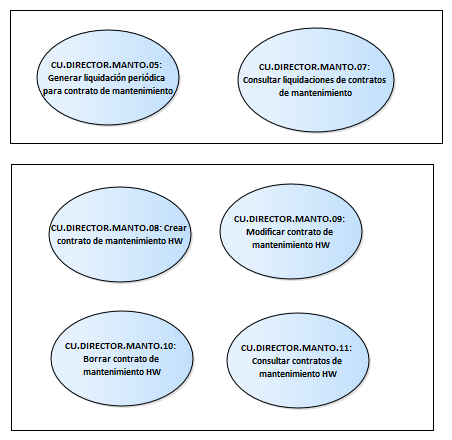 CU.DIRECTOR.MANTO.05:
Generar liquidación periódica
para contrato de mantenimiento
CU.DIRECTOR.MANTO.07:
Consultar liquidaciones de contratos
de mantenimiento
CU.DIRECTOR.MANTO.08: Crear
contrato de mantenimiento HW
CU.DIRECTOR.MANTO.09:
Modificar contrato de
mantenimiento HW
CU.DIRECTOR.MANTO.10:
Borrar contrato de
mantenimiento HW
CU.DIRECTOR.MANTO.11:
Consultar contratos de
mantenimiento HW